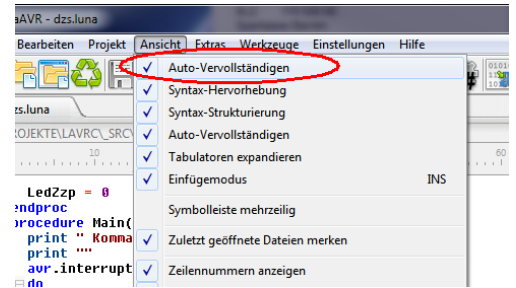 aAVR - dzs.luna
Bearbeiten Projekt Ansicht Extras Werkzeuge Einstellungen Hilfe
Auto-Vervollständigen
Syntax-Hervorhebung
zs.luna
Syntax-Strukturierung
OJEKTE\LAVRC\_SRC\
Auto-Vervollständigen
10
Tabulatoren expandieren
60
Einfügemodus INS
LedZzp = 0
endproc
Symbolleiste mehrzeilig
procedure Main(
print " Komma
Zuletzt geöffnete Dateien merken
print ""
avr.interrupt
Zeilennummern anzeigen
do